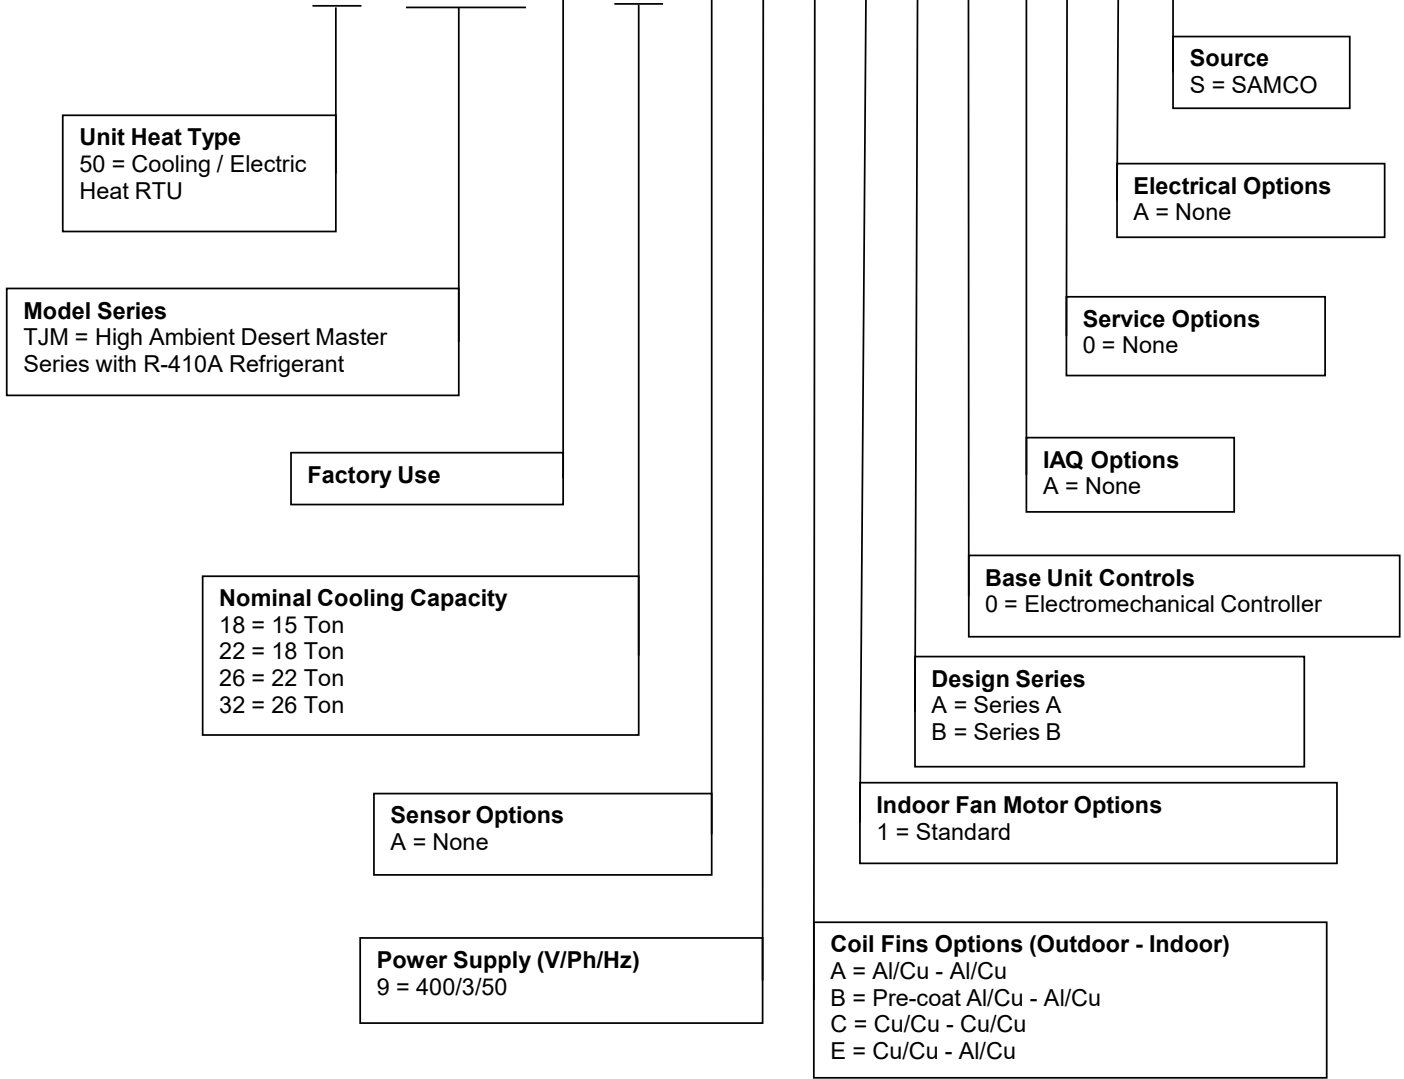 Source
S = SAMCO
Unit Heat Type
50 = Cooling / Electric
Heat RTU
Electrical Options
A = None
Model Series
TJM = High Ambient Desert Master
Series with R-410A Refrigerant
Service Options
0 = None
Factory Use
IAQ Options
A = None
Nominal Cooling Capacity
18 = 15 Ton
22 = 18 Ton
26 = 22 Ton
32 = 26 Ton
Base Unit Controls
0 = Electromechanical Controller
Design Series
A = Series A
B = Series B
Sensor Options
A = None
Indoor Fan Motor Options
1 = Standard
Power Supply (V/Ph/Hz)
9 = 400/3/50
Coil Fins Options (Outdoor - Indoor)
A = Al/Cu - Al/Cu
B = Pre-coat Al/Cu - Al/Cu
C = Cu/Cu - Cu/Cu
E = Cu/Cu - Al/Cu